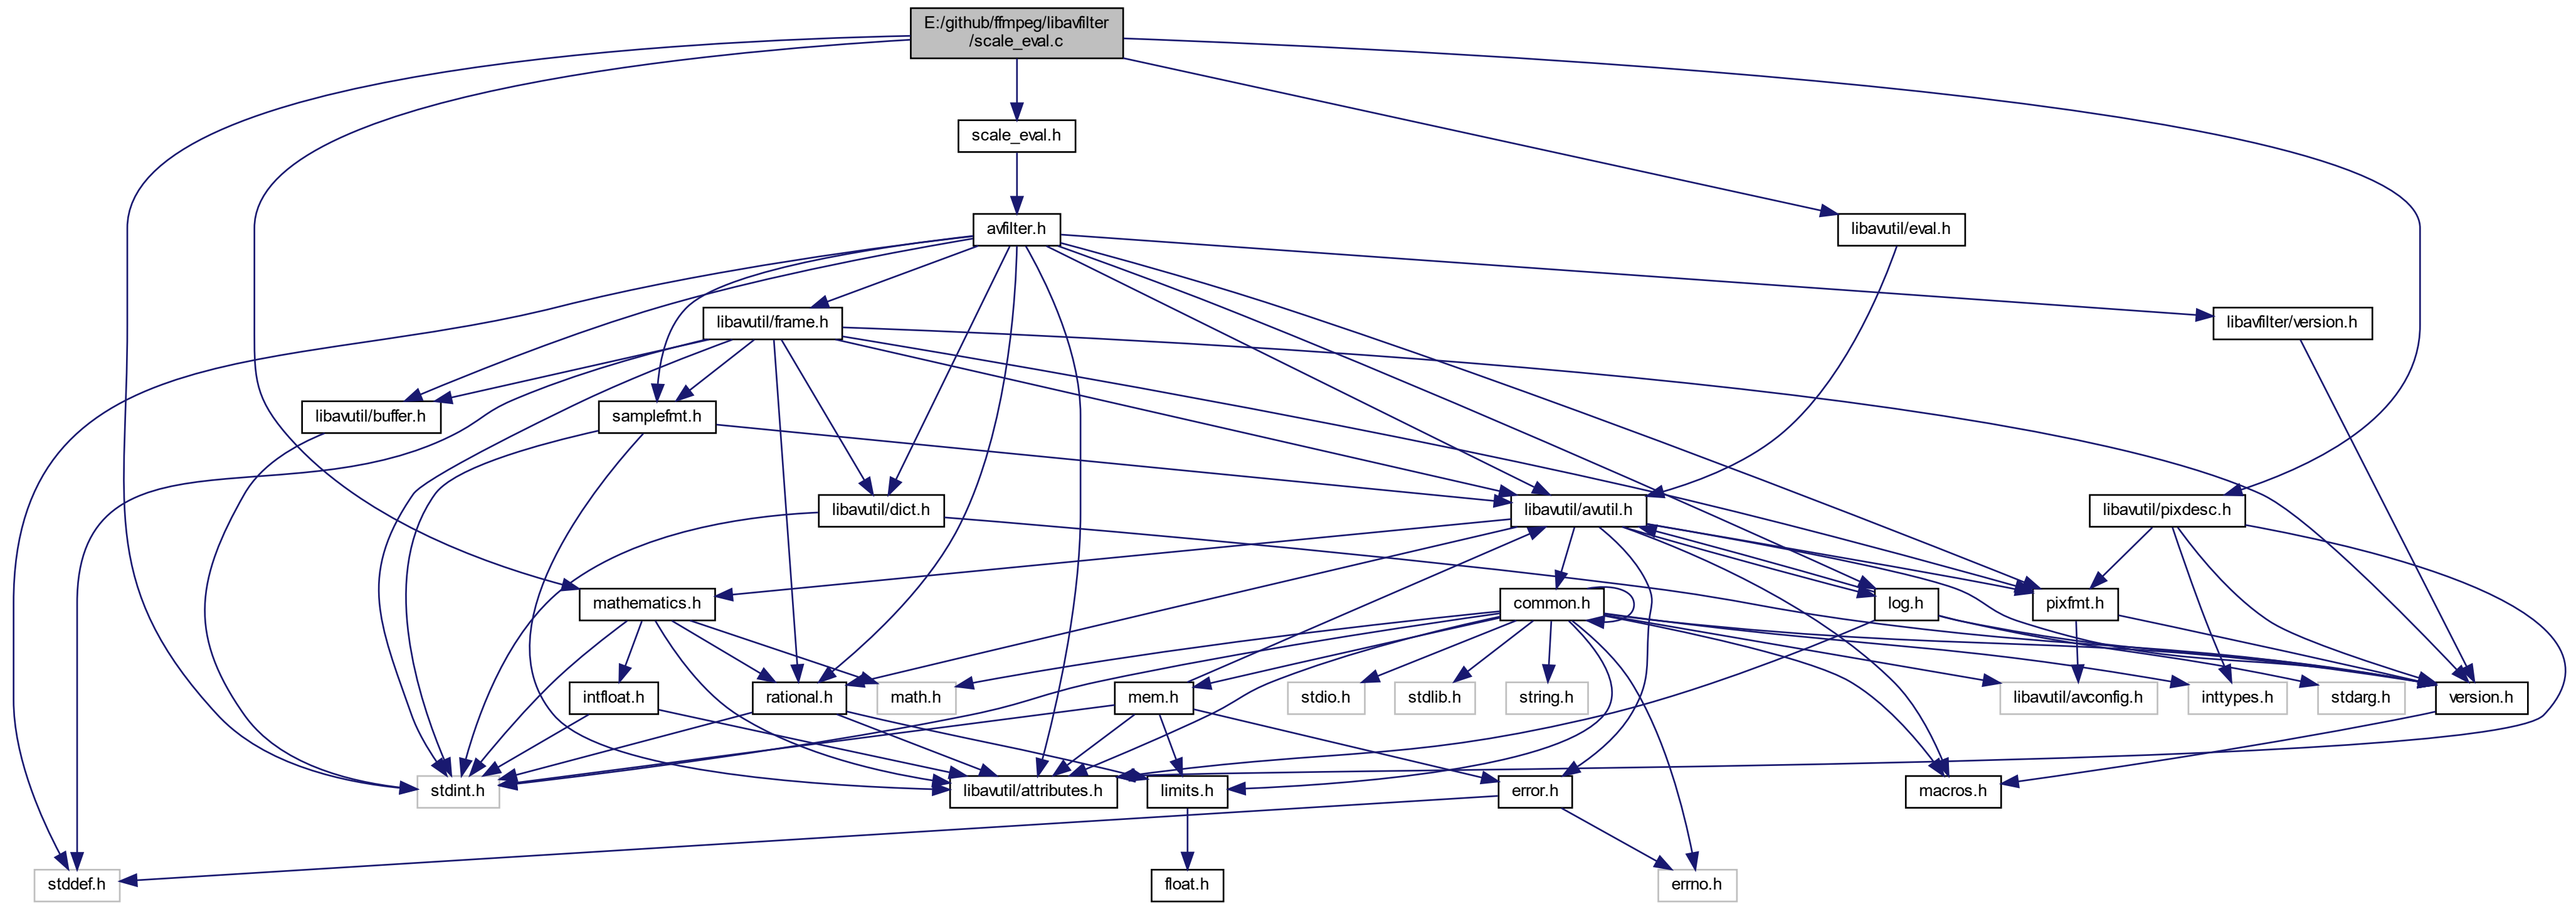 E:/github/ffmpeg/libavfilter
/scale_eval.c
scale_eval.h
avfilter.h
libavutil/eval.h
libavutil/frame.h
libavfilter/version.h
libavutil/buffer.h
samplefmt.h
libavutil/dict.h
libavutil/avutil.h
libavutil/pixdesc.h
mathematics.h
common.h
log.h
pixfmt.h
intfloat.h
rational.h
math.h
mem.h
stdio.h
stdlib.h
string.h
libavutil/avconfig.h
inttypes.h
stdarg.h
version.h
stdint.h
libavutil/attributes.h
limits.h
error.h
macros.h
stddef.h
float.h
errno.h